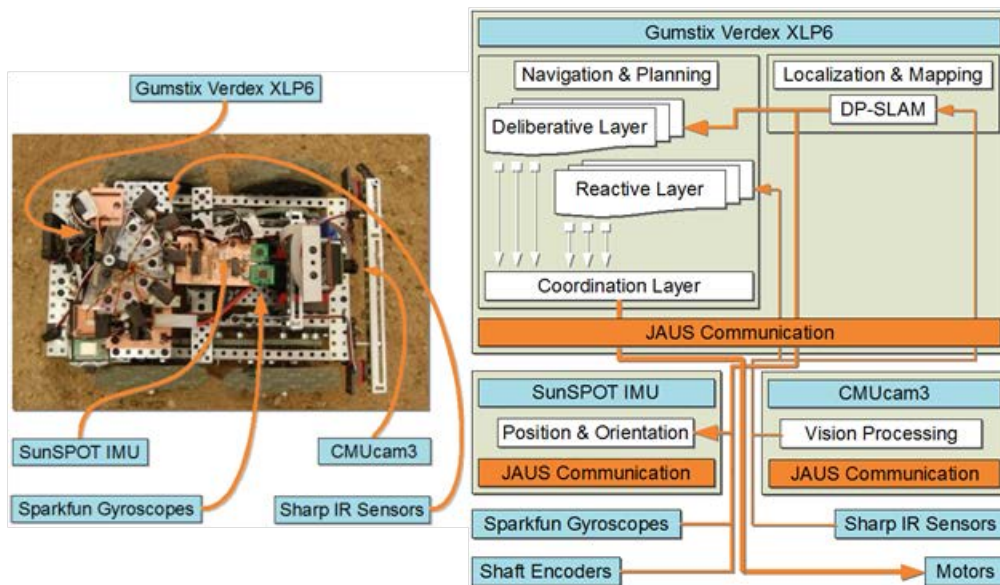 Gumstix Verdex XLP6
SunSPOT IMU
CMUcam3
Sparkfun Gyroscopes
Sharp IR Sensors
Gumstix Verdex XLP6
Navigation & Planning
Localization & Mapping
Deliberative Layer
DP-SLAM
Reactive Layer
Coordination Layer
JAUS Communication
SunSPOT IMU
Position & Orientation
JAUS Communication
CMUcam3
Vision Processing
JAUS Communication
Sparkfun Gyroscopes
Sharp IR Sensors
Shaft Encoders
Motors